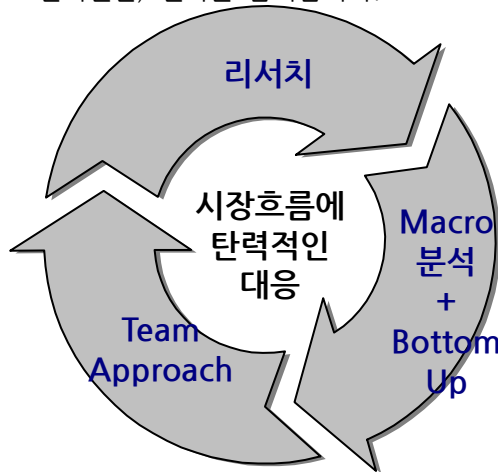 리서치
시장흐름에
탄력적인
대응
Macro
분석
+
Bottom
Up
Team
Approach